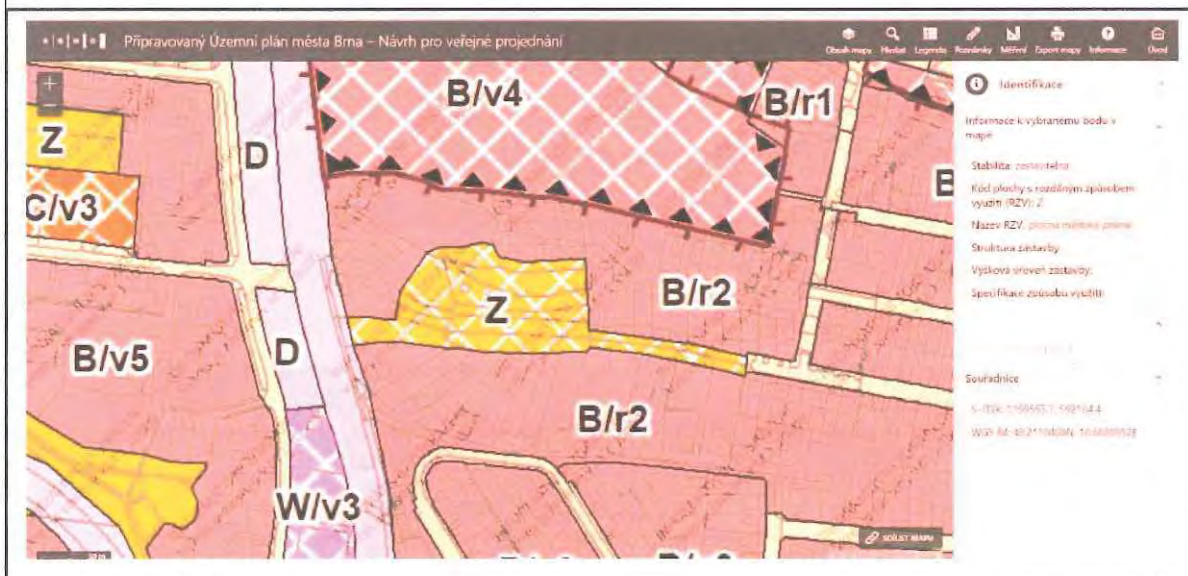 Připravovaný Územní plán města Brna – Návrh pro veřejné projednání
Obsah mapy Hledat Legenda Poznámky Měření Export mapy Informace Úvod
B/v4
B/r1
Z
D
C/v3
B
B/r2
Z
D
B/v5
B/r2
W/v3
SDÍLET MAPU
Identifikace
Informace k vybranému bodu v
mapě
Stabilita: zastavitelná
Kód plochy s rozdílným způsobem
využití (RZV): Z
Název RZV: plocha městské zeleně
Struktura zástavby:
Výšková úroveň zástavby:
Specifikace způsobu využití:
Souřadnice